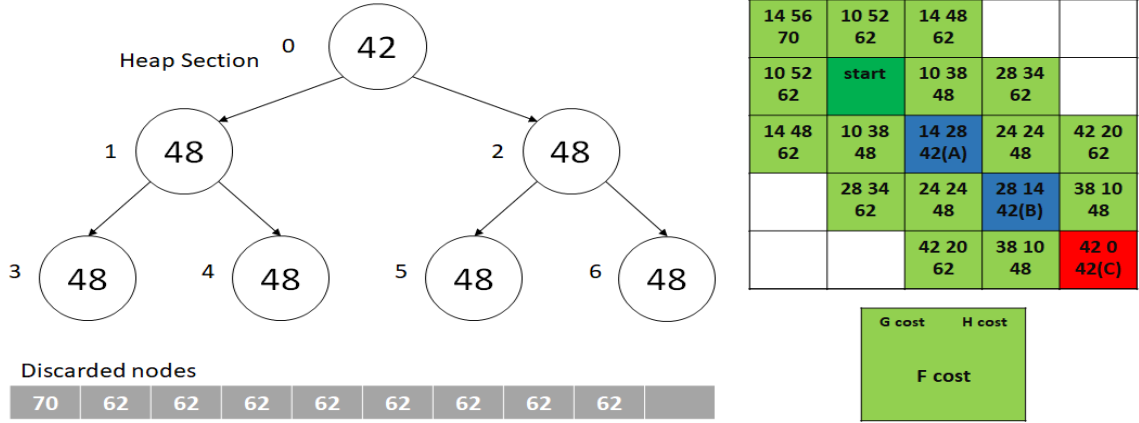 Heap Section
0
42
1
48
2
48
3
48
4
48
5
48
6
48
Discarded nodes
70 62 62 62 62 62 62 62 62
14 56 10 52 14 48
70 62 62
10 52 start 10 38 28 34
62 48 62
14 48 10 38 14 28 24 24 42 20
62 48 42(A) 48 62
28 34 24 24 28 14 38 10
62 48 42(B) 48
42 20 38 10 42 0
62 48 42(C)
G cost H cost
F cost